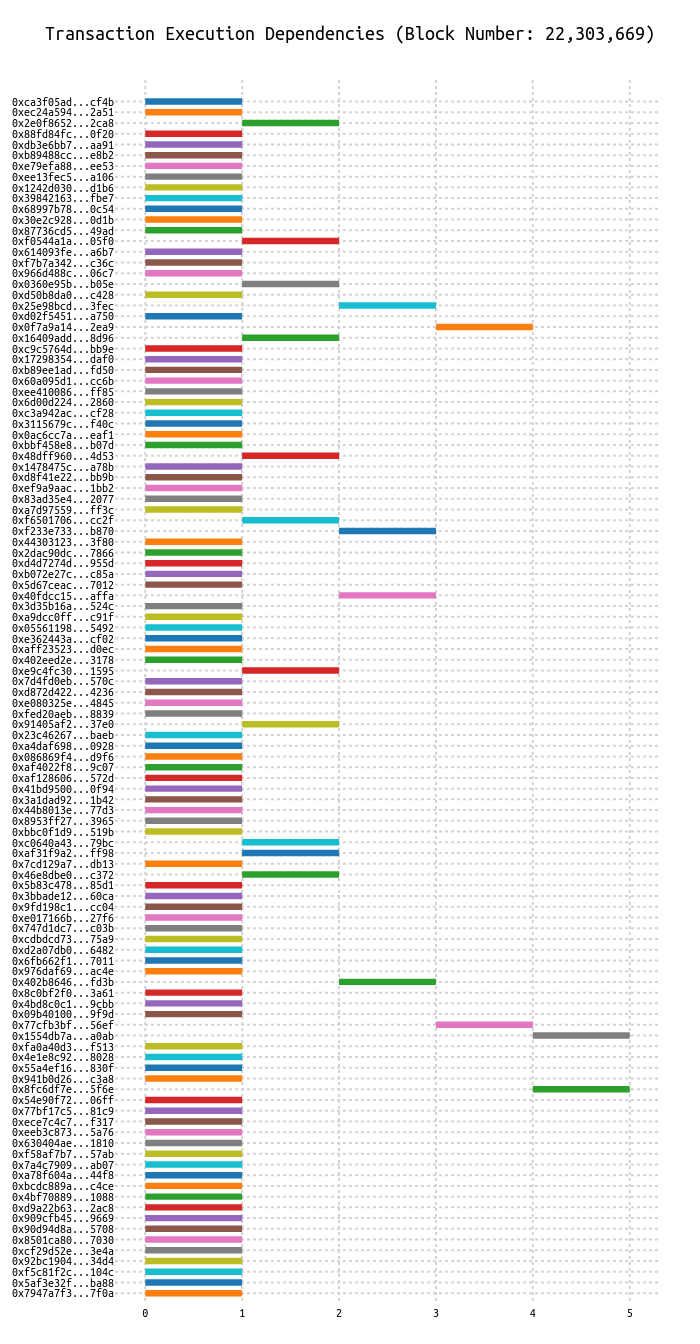 Transaction Execution Dependencies (Block Number: 22,303,669)
0xca3f05ad...cf4b
0xec24a594...2a51
0x2e0f8652...2ca8
0x88fd84fc...0f20
0xdb3e6bb7...aa91
0xb89488cc...e8b2
0xe79efa88...ee53
0xee13fec5...a106
0x1242d030...d1b6
0x39842163...fbe7
0x68997b78...0c54
0x30e2c928...0d1b
0x87736cd5...49ad
0xf0544a1a...05f0
0x614093fe...a6b7
0xf7b7a342...c36c
0x966d488c...06c7
0x0360e95b...b05e
0xd50b8da0...c428
0x25e98bcd...3fec
0xd02f5451...a750
0x0f7a9a14...2ea9
0x16409add...8d96
0xc9c5764d...bb9e
0x17298354...daf0
0xb89ee1ad...fd50
0x60a095d1...cc6b
0xee410086...ff85
0x6d00d224...2860
0xc3a942ac...cf28
0x3115679c...f40c
0x0ac6cc7a...eaf1
0xbbf458e8...b07d
0x48dff960...4d53
0x1478475c...a78b
0xd8f41e22...bb9b
0xef9a9aac...1bb2
0x83ad35e4...2077
0xa7d97559...ff3c
0xf6501706...cc2f
0xf233e733...b870
0x44303123...3f80
0x2dac90dc...7866
0xd4d7274d...955d
0xb072e27c...c85a
0x5d67ceac...7012
0x40fdcc15...affa
0x3d35b16a...524c
0xa9dcc0ff...c91f
0x05561198...5492
0xe362443a...cf02
0xaff23523...d0ec
0x402eed2e...3178
0xe9c4fc30...1595
0x7d4fd0eb...570c
0xd872d422...4236
0xe080325e...4845
0xfed20aeb...8839
0x91405af2...37e0
0x23c46267...baeb
0xa4daf698...0928
0x086869f4...d9f6
0xaf4022f8...9c07
0xaf128606...572d
0x41bd9500...0f94
0x3a1dad92...1b42
0x44b8013e...77d3
0x8953ff27...3965
0xbbc0f1d9...519b
0xc0640a43...79bc
0xaf31f9a2...ff98
0x7cd129a7...db13
0x46e8dbe0...c372
0x5b83c478...85d1
0x3bbade12...60ca
0x9fd198c1...cc04
0xe017166b...27f6
0x747d1dc7...c03b
0xcdbdcd73...75a9
0xd2a07db0...6482
0x6fb662f1...7011
0x976daf69...ac4e
0x402b8646...fd3b
0x8c0bf2f0...3a61
0x4bd8c0c1...9cbb
0x09b40100...9f9d
0x77cfb3bf...56ef
0x1554db7a...a0ab
0xfa0a40d3...f513
0x4e1e8c92...8028
0x55a4ef16...830f
0x941b0d26...c3a8
0x8fc6df7e...5f6e
0x54e90f72...06ff
0x77bf17c5...81c9
0xece7c4c7...f317
0xeeb3c873...5a76
0x630404ae...1810
0xf58af7b7...57ab
0x7a4c7909...ab07
0xa78f604a...44f8
0xbcdc889a...c4ce
0x4bf70889...1088
0xd9a22b63...2ac8
0x909cfb45...9669
0x90d94d8a...5708
0x8501ca80...7030
0xcf29d52e...3e4a
0x92bc1904...34d4
0xf5c81f2c...104c
0x5af3e32f...ba88
0x7947a7f3...7f0a
0 1 2 3 4 5